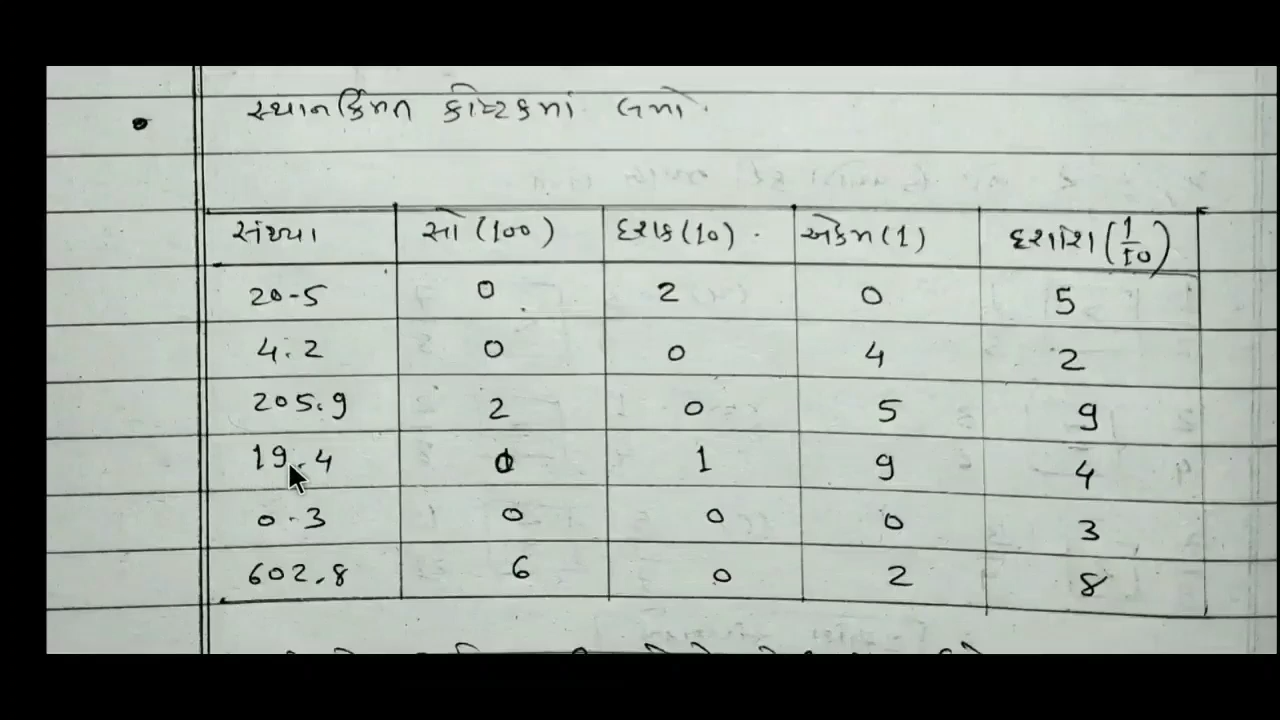 સ્થાનકિંમત કોષ્ટકમાં લખો.
સંખ્યા સો (100) દશક (10). એકમ (1) દશાંશ (1/10)
20.5 0 2 0 5
4.2 0 0 4 2
205.9 2 0 5 9
19.4 0 1 9 4
0.3 0 0 0 3
602.8 6 0 2 8